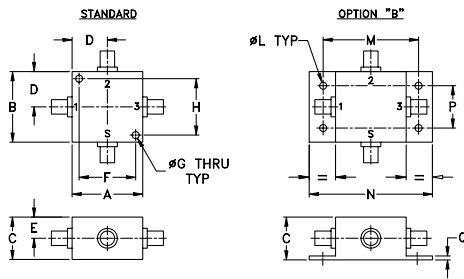 STANDARD
OPTION "B"
D
øL TYP
M
D
B
2
1
3
S
H
2
1
3
S
P
øG THRU
TYP
F
A
=
=
N
C
E
C
Q